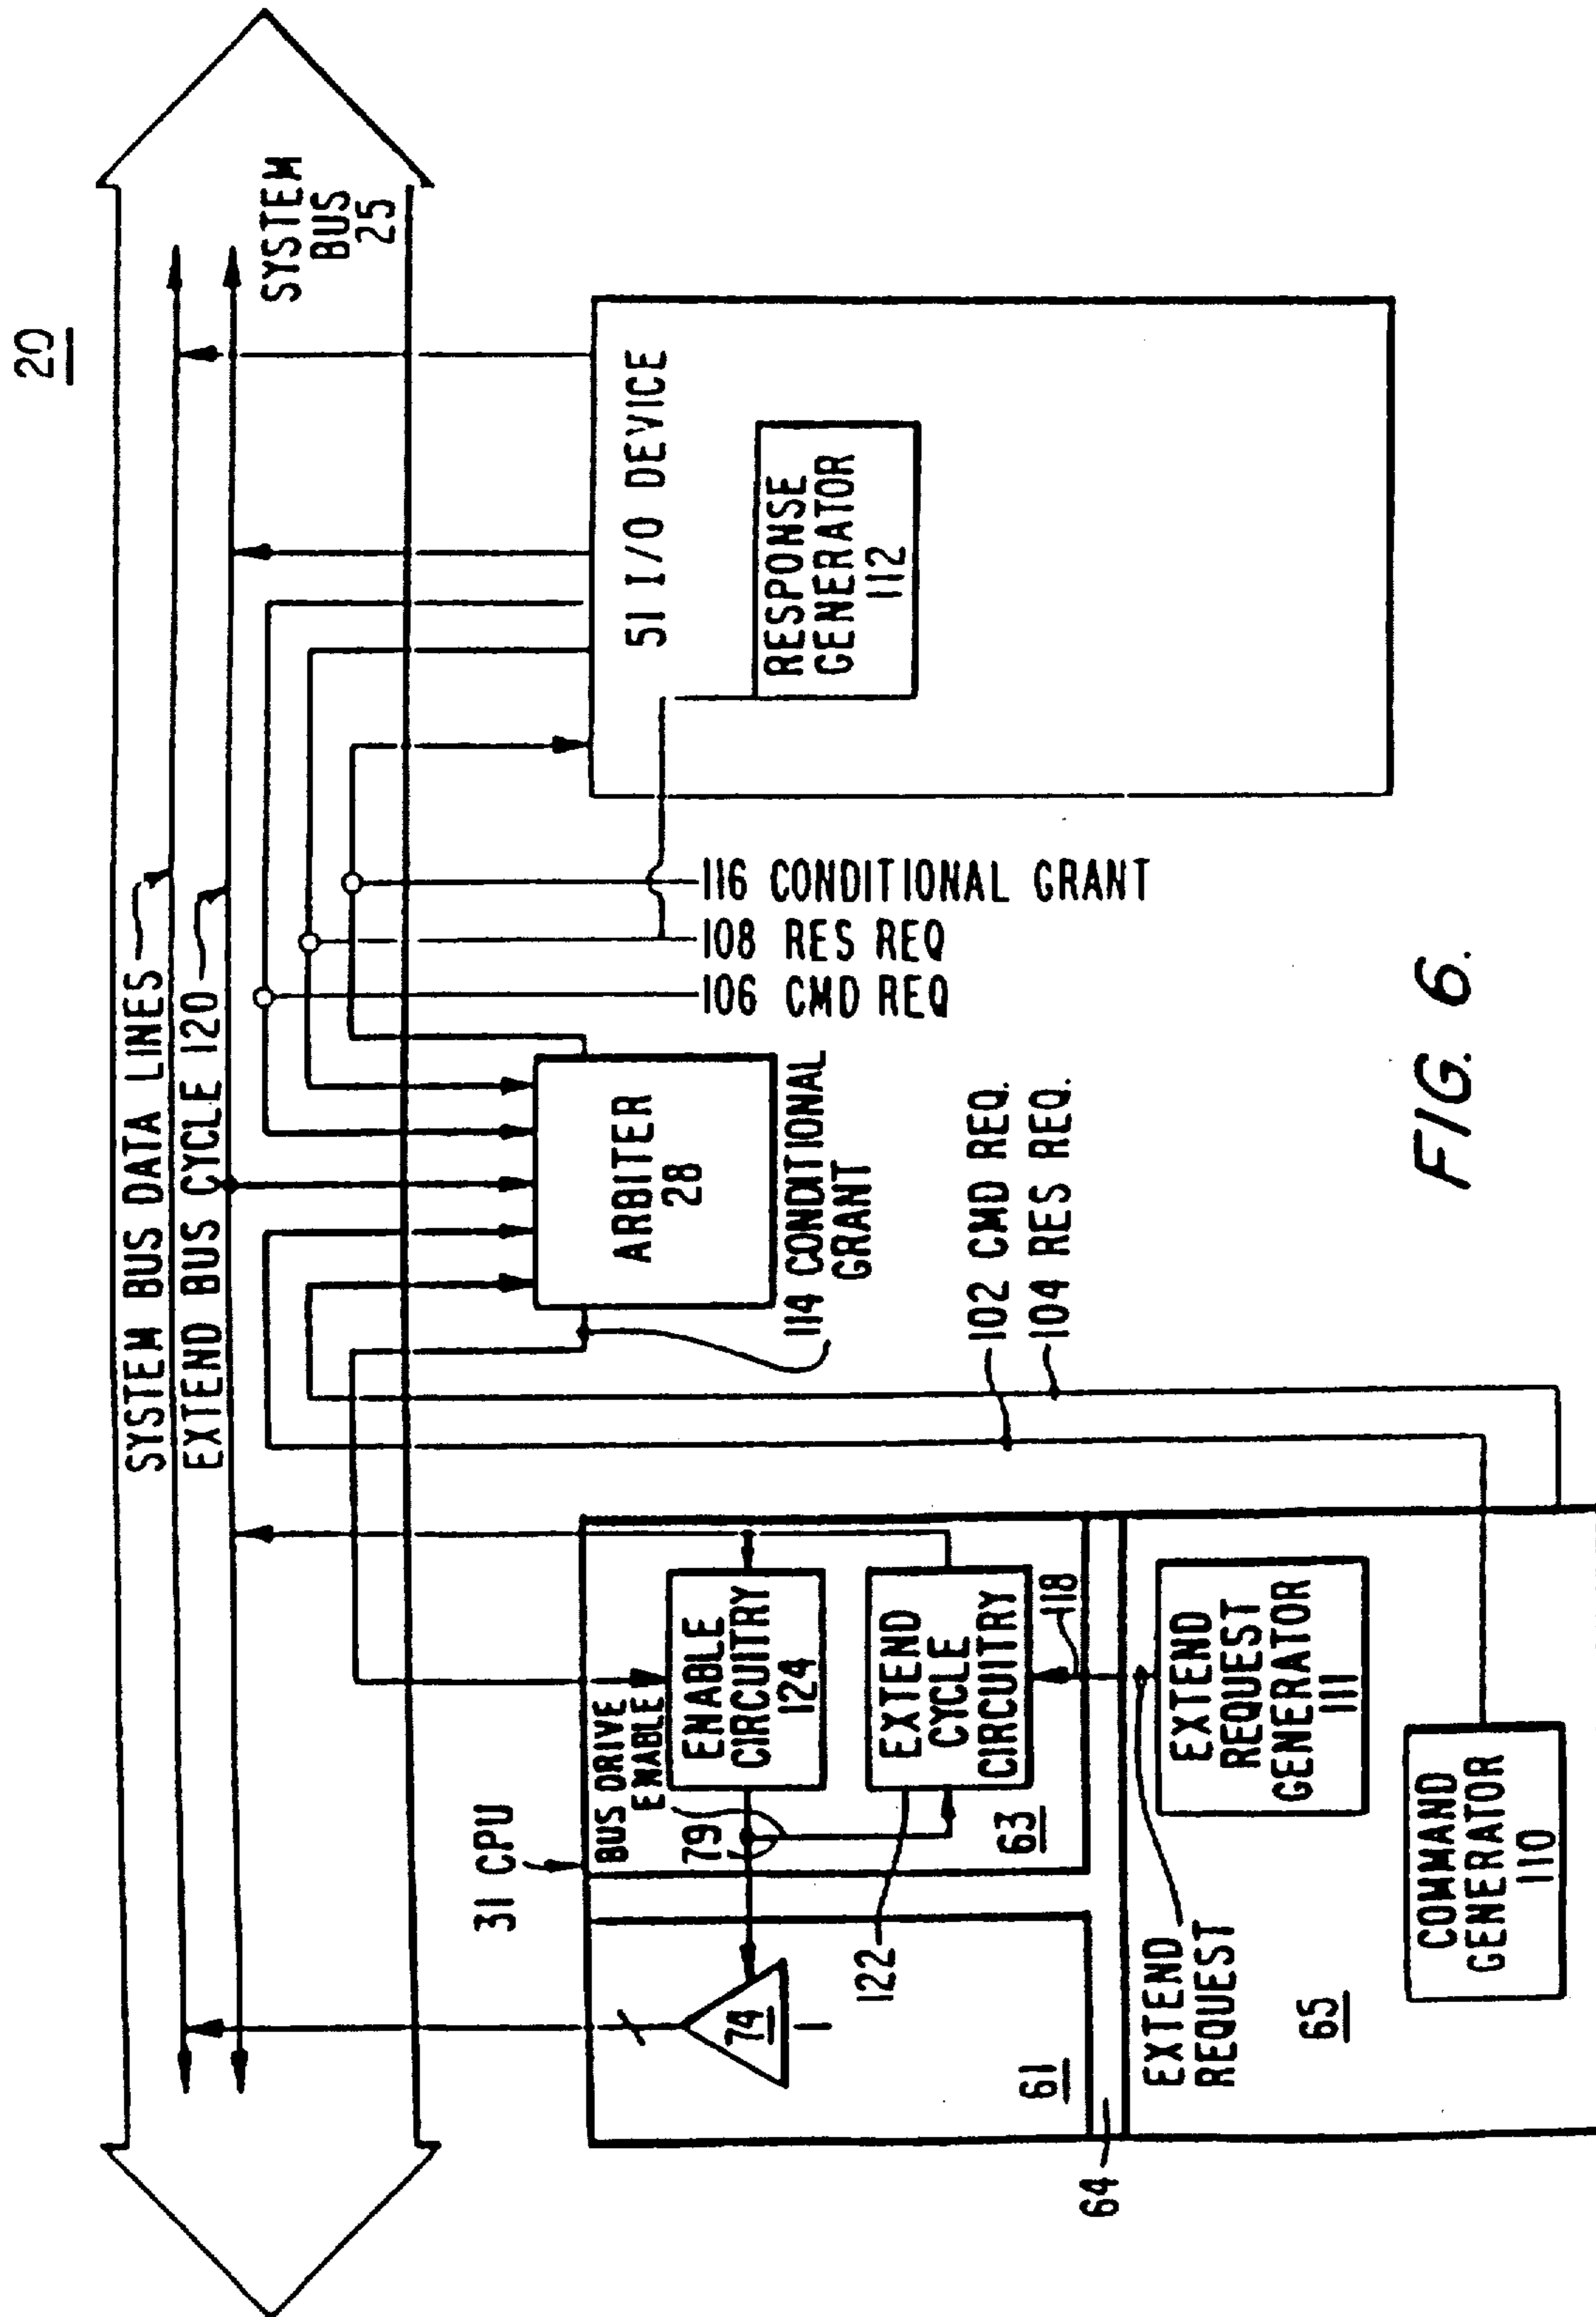 20
SYSTEM BUS DATA LINES
EXTEND BUS CYCLE 120
SYSTEM
BUS
25
31 CPU
BUS DRIVE
ENABLE
79
ENABLE
CIRCUITRY
124
EXTEND
CYCLE
CIRCUITRY
122
63
118
74
61
64
EXTEND
REQUEST
EXTEND
REQUEST
GENERATOR
111
65
COMMAND
GENERATOR
110
ARBITER
28
114 CONDITIONAL
GRANT
102 CMD REQ.
104 RES REQ.
116 CONDITIONAL GRANT
108 RES REQ
106 CMD REQ
51 I/O DEVICE
RESPONSE
GENERATOR
112
FIG. 6.